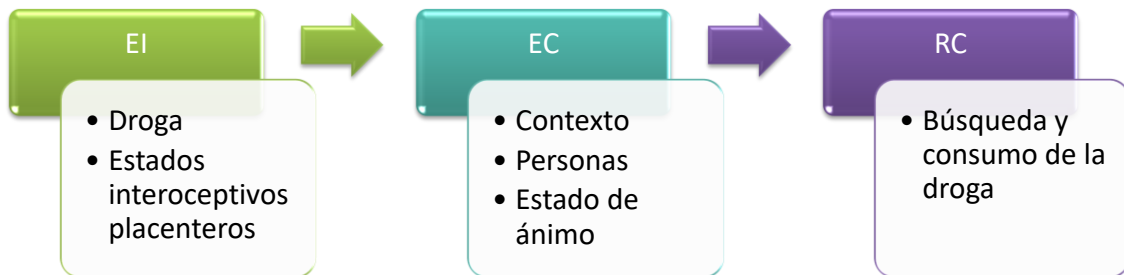 EI
• Droga
• Estados
interoceptivos
placenteros
EC
• Contexto
• Personas
• Estado de
ánimo
RC
• Búsqueda y
consumo de la
droga